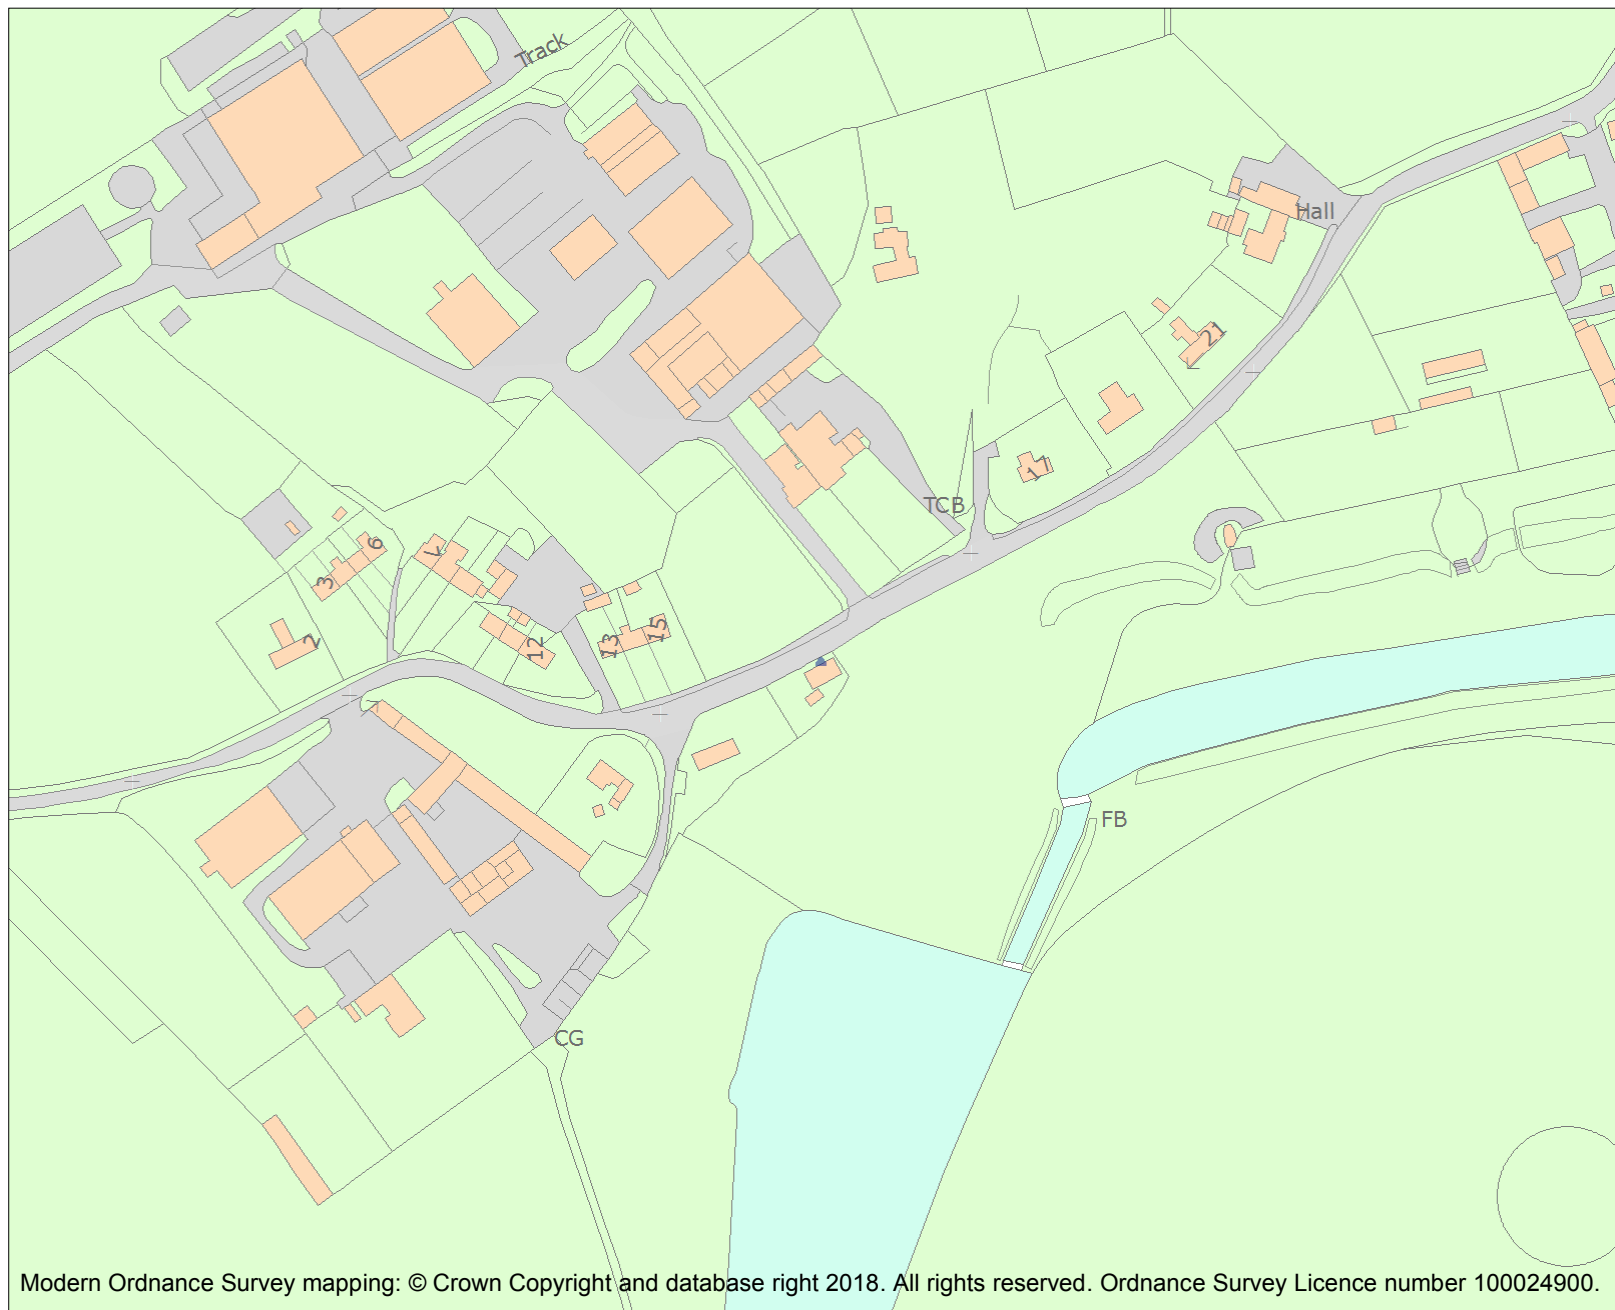 Track
Hall
21
17
TCB
6
3
7
2
12
13
15
FB
CG
Modern Ordnance Survey mapping: © Crown Copyright and database right 2018. All rights reserved. Ordnance Survey Licence number 100024900.